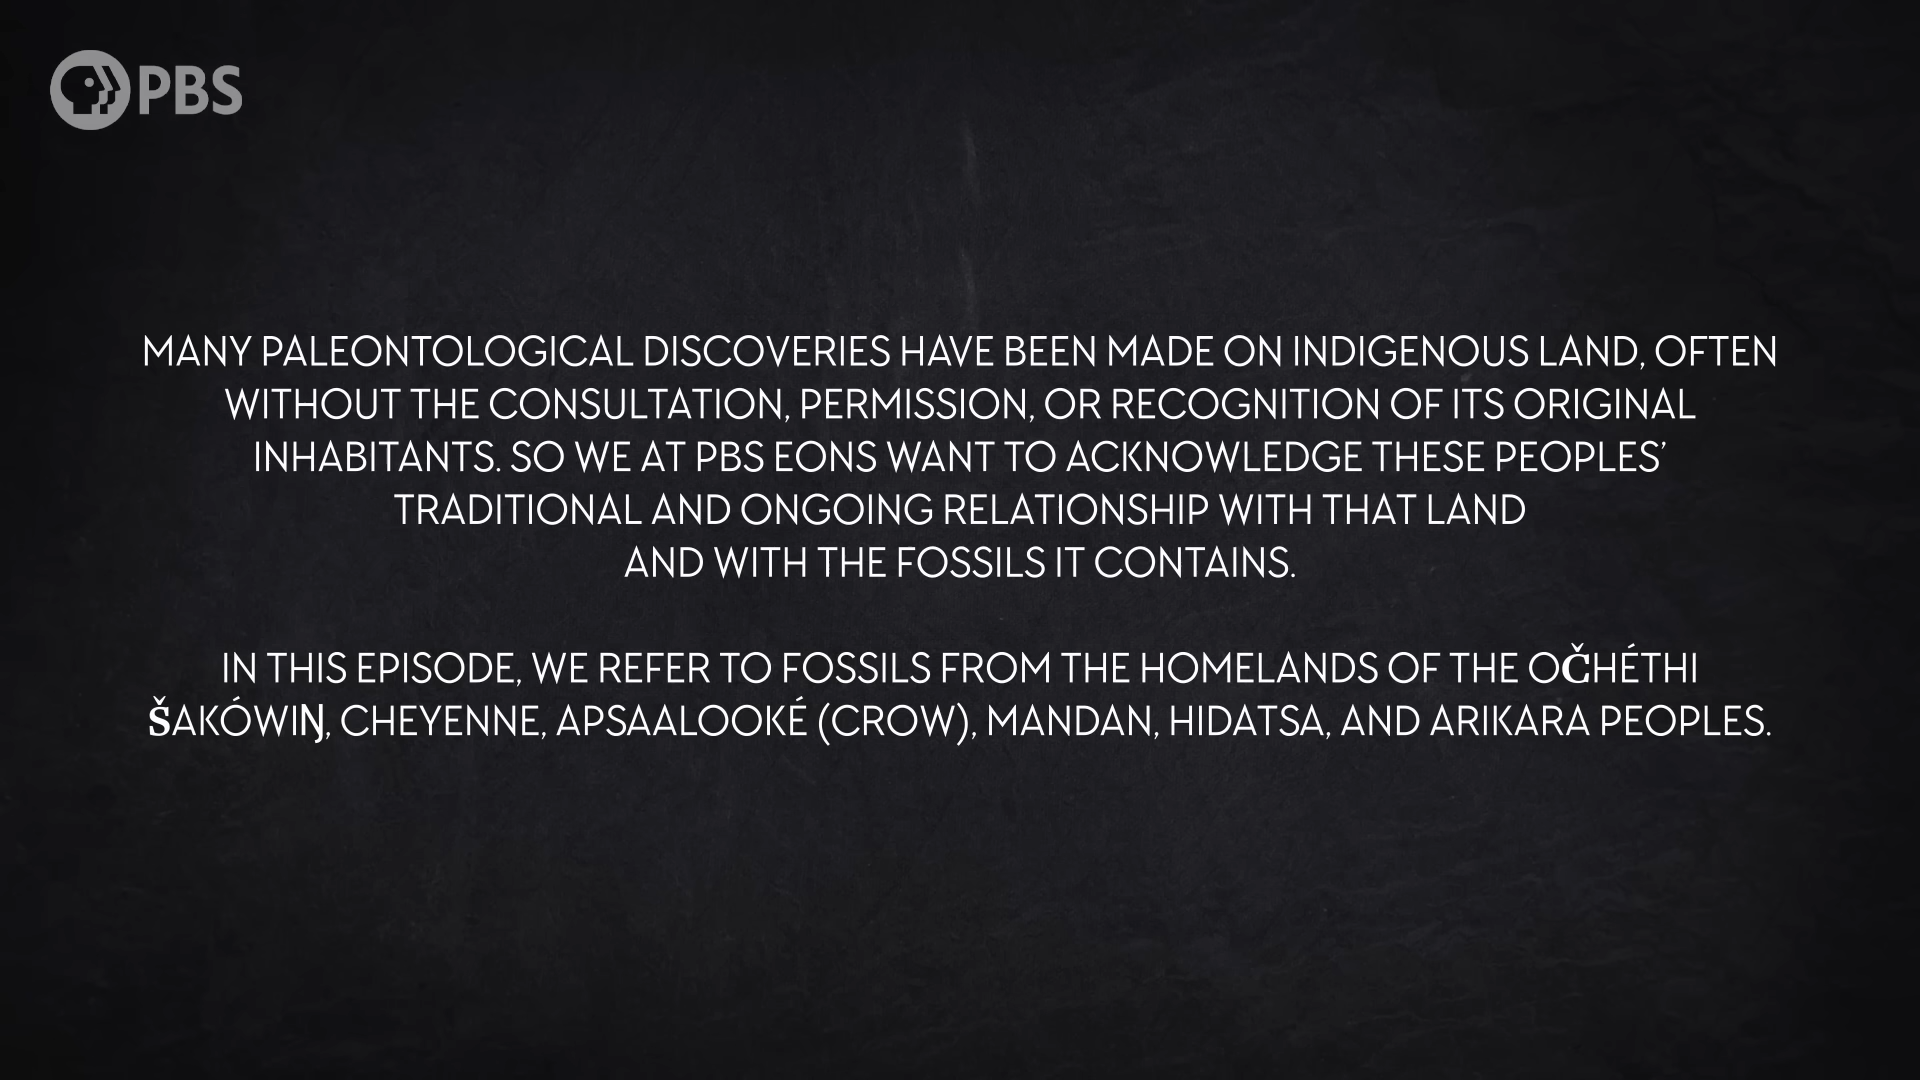 PBS
MANY PALEONTOLOGICAL DISCOVERIES HAVE BEEN MADE ON INDIGENOUS LAND, OFTEN
WITHOUT THE CONSULTATION, PERMISSION, OR RECOGNITION OF ITS ORIGINAL
INHABITANTS. SO WE AT PBS EONS WANT TO ACKNOWLEDGE THESE PEOPLES’
TRADITIONAL AND ONGOING RELATIONSHIP WITH THAT LAND
AND WITH THE FOSSILS IT CONTAINS.
IN THIS EPISODE, WE REFER TO FOSSILS FROM THE HOMELANDS OF THE OČHÉTHI
ŠAKÓWIŊ, CHEYENNE, APSAALOOKÉ (CROW), MANDAN, HIDATSA, AND ARIKARA PEOPLES.